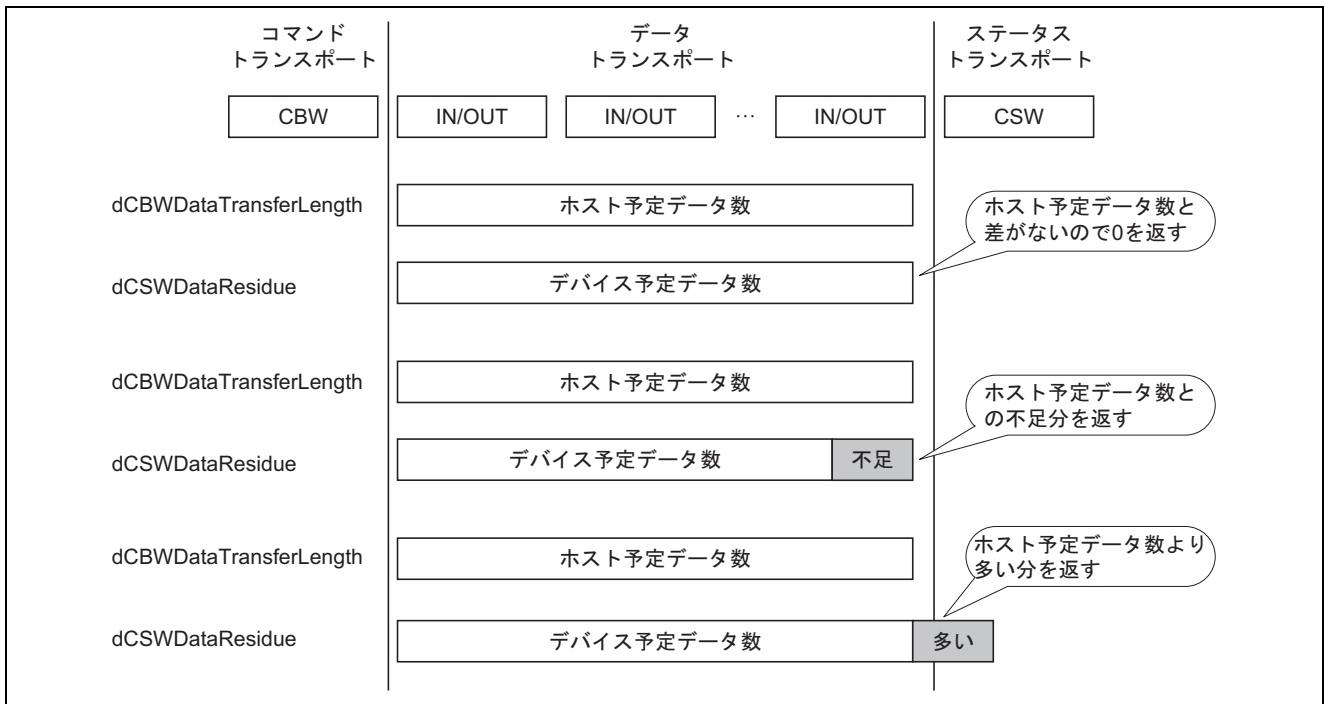 コマンド
トランスポート
データ
トランスポート
ステータス
トランスポート
CBW
IN/OUT
IN/OUT
…
IN/OUT
CSW
dCBWDataTransferLength
ホスト予定データ数
ホスト予定データ数と
差がないので0を返す
dCSWDataResidue
デバイス予定データ数
dCBWDataTransferLength
ホスト予定データ数
ホスト予定データ数と
の不足分を返す
dCSWDataResidue
デバイス予定データ数
不足
dCBWDataTransferLength
ホスト予定データ数
ホスト予定データ数より
多い分を返す
dCSWDataResidue
デバイス予定データ数
多い